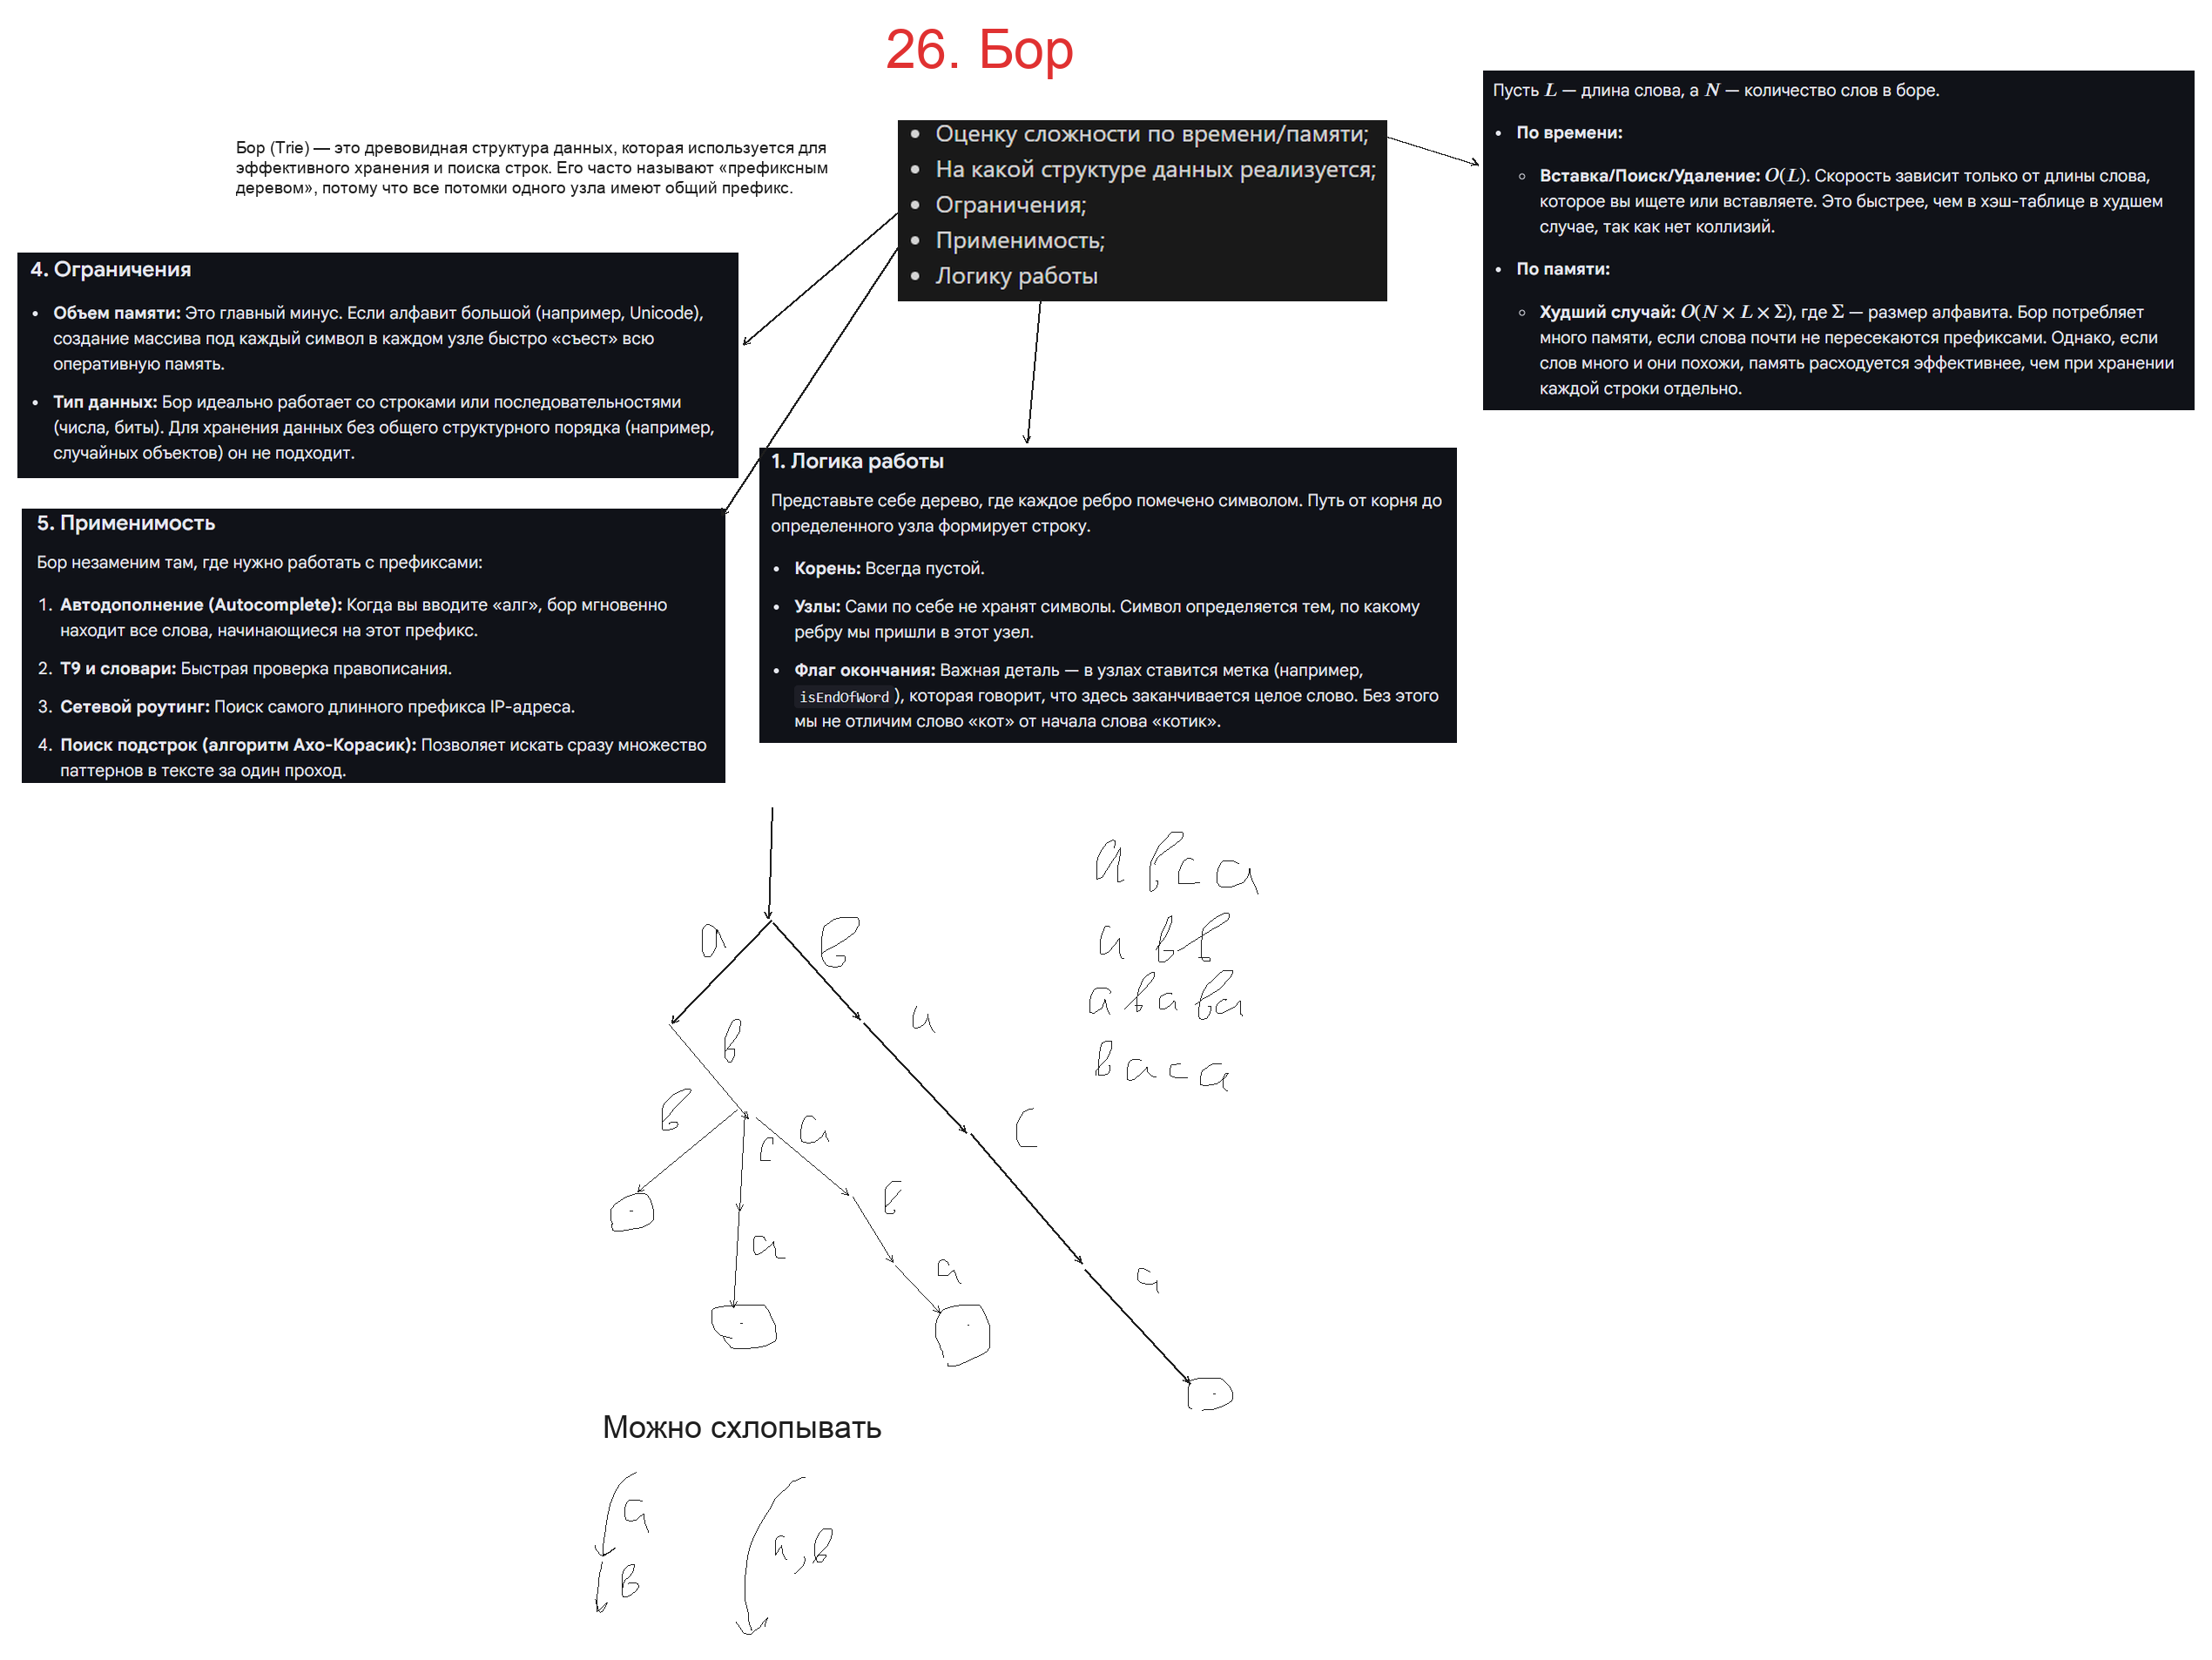 26. Бор
Бор (Trie) — это древовидная структура данных, которая используется для
эффективного хранения и поиска строк. Его часто называют «префиксным
деревом», потому что все потомки одного узла имеют общий префикс.
• Оценку сложности по времени/памяти;
• На какой структуре данных реализуется;
• Ограничения;
• Применимость;
• Логику работы
Пусть L — длина слова, а N — количество слов в боре.
• По времени:
◦ Вставка/Поиск/Удаление: O(L). Скорость зависит только от длины слова,
которое вы ищете или вставляете. Это быстрее, чем в хэш-таблице в худшем
случае, так как нет коллизий.
• По памяти:
◦ Худший случай: O(N × L × Σ), где Σ — размер алфавита. Бор потребляет
много памяти, если слова почти не пересекаются префиксами. Однако, если
слов много и они похожи, память расходуется эффективнее, чем при хранении
каждой строки отдельно.
4. Ограничения
• Объем памяти: Это главный минус. Если алфавит большой (например, Unicode),
создание массива под каждый символ в каждом узле быстро «съест» всю
оперативную память.
• Тип данных: Бор идеально работает со строками или последовательностями
(числа, биты). Для хранения данных без общего структурного порядка (например,
случайных объектов) он не подходит.
5. Применимость
Бор незаменим там, где нужно работать с префиксами:
1. Автодополнение (Autocomplete): Когда вы вводите «алг», бор мгновенно
находит все слова, начинающиеся на этот префикс.
2. T9 и словари: Быстрая проверка правописания.
3. Сетевой роутинг: Поиск самого длинного префикса IP-адреса.
4. Поиск подстрок (алгоритм Ахо-Корасик): Позволяет искать сразу множество
паттернов в тексте за один проход.
1. Логика работы
Представьте себе дерево, где каждое ребро помечено символом. Путь от корня до
определенного узла формирует строку.
• Корень: Всегда пустой.
• Узлы: Сами по себе не хранят символы. Символ определяется тем, по какому
ребру мы пришли в этот узел.
• Флаг окончания: Важная деталь — в узлах ставится метка (например,
isEndOfWord), которая говорит, что здесь заканчивается целое слово. Без этого
мы не отличим слово «кот» от начала слова «котик».
а в с а
а в в
а в а в а
в а с а
а
в
а
в
в
с
а
с
в
а
а
а
Можно схлопывать
а
в
а, в